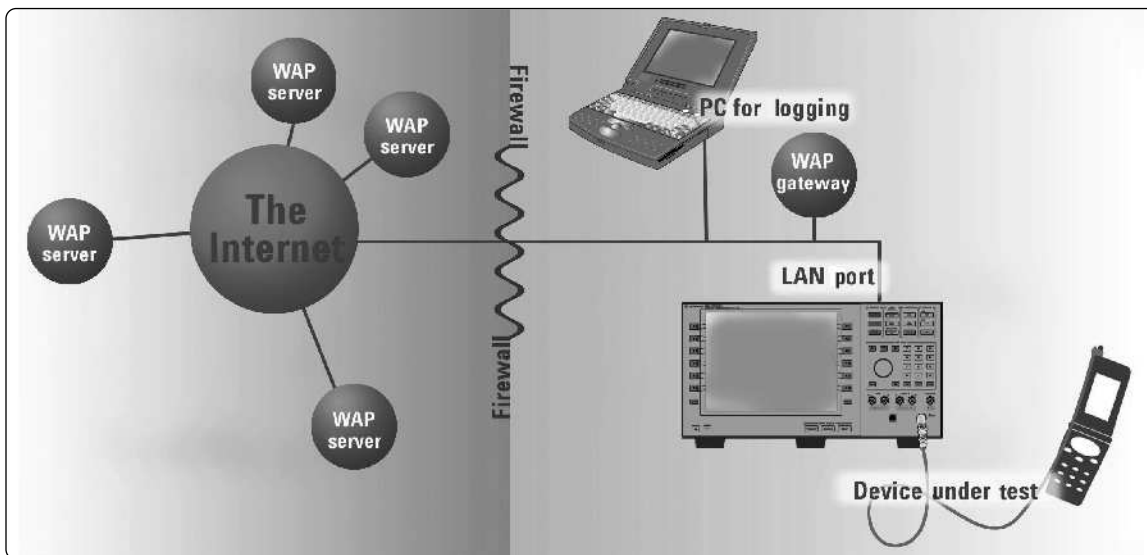 WAP
server
WAP
server
WAP
server
WAP
server
The
Internet
Firewall
Firewall
PC for logging
WAP
gateway
LAN port
Device under test